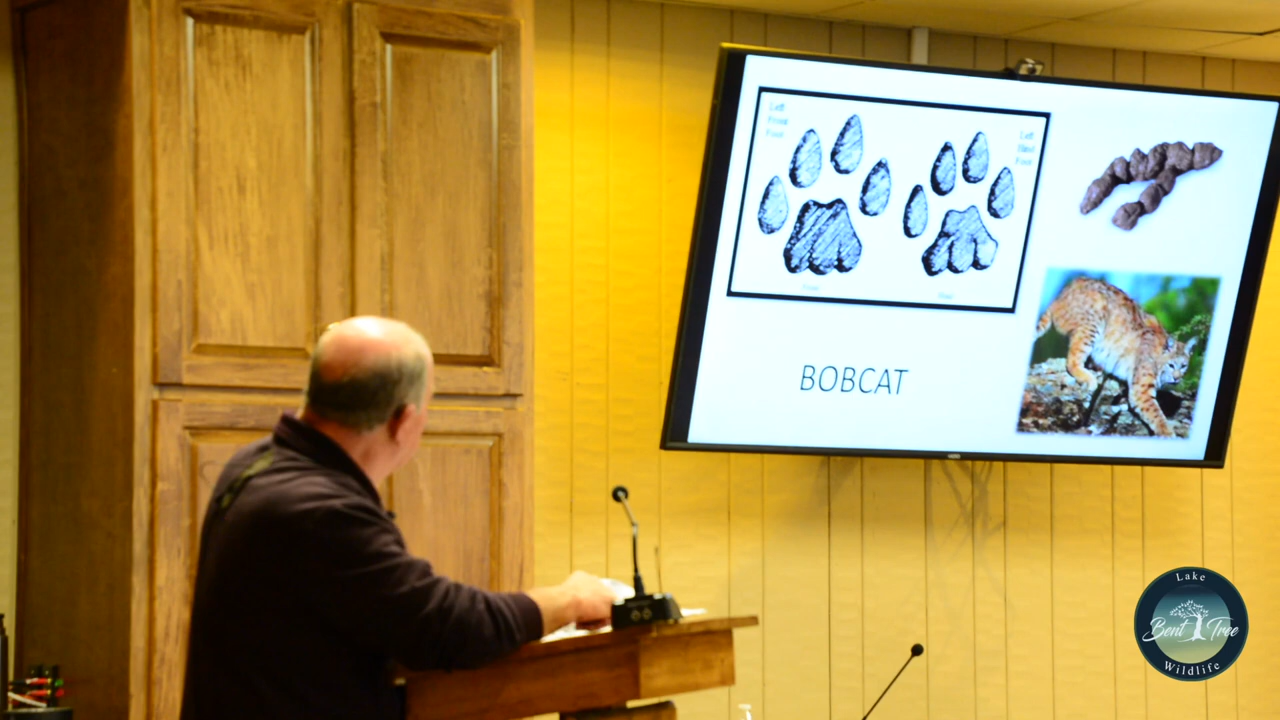 Left
Front
Foot
Left
Hind
Foot
BOBCAT
Lake
Bent Tree
Wildlife